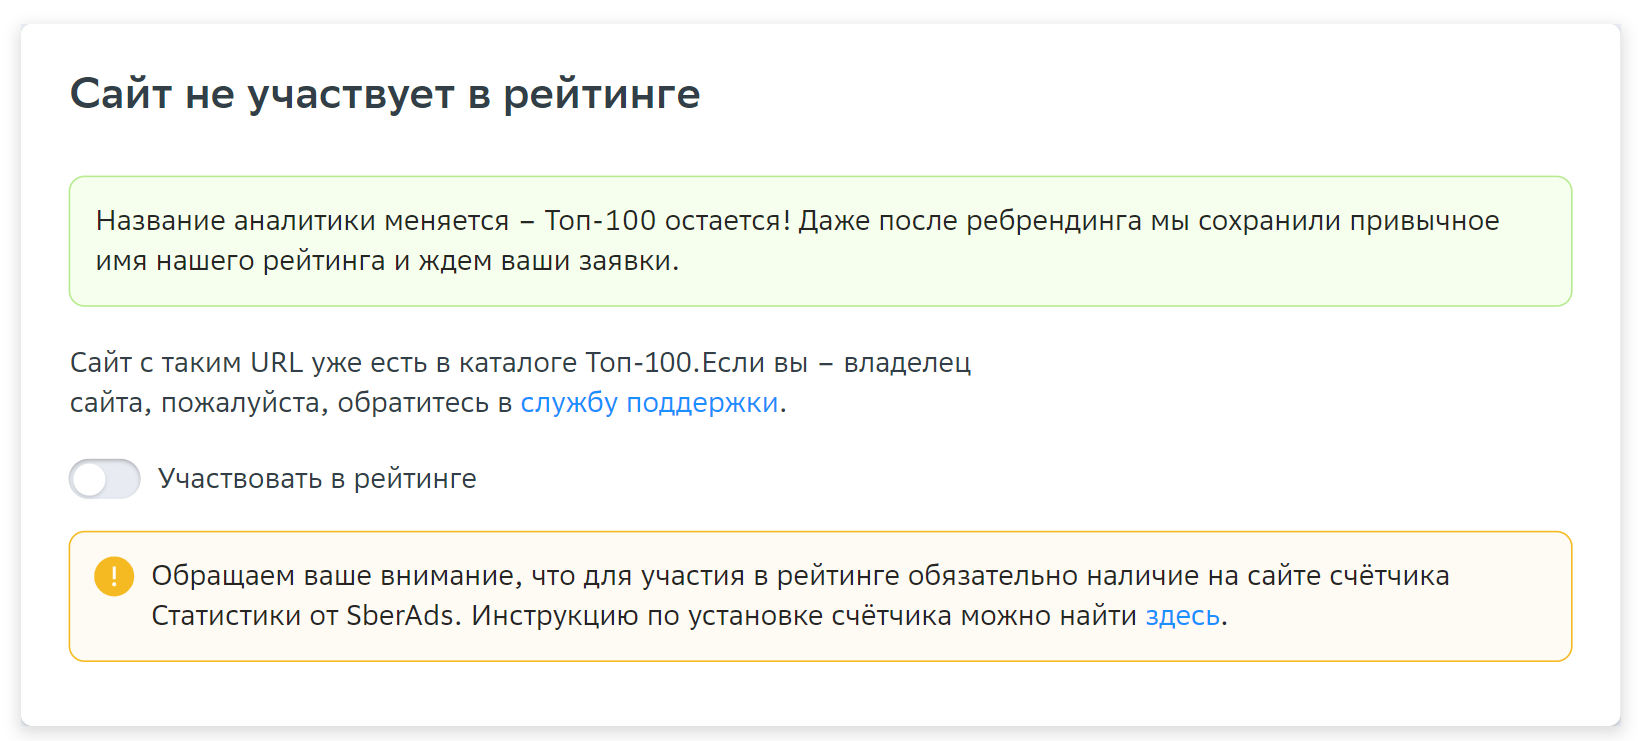 Сайт не участвует в рейтинге
Название аналитики меняется – Топ-100 остается! Даже после ребрендинга мы сохранили привычное
имя нашего рейтинга и ждем ваши заявки.
Сайт с таким URL уже есть в каталоге Топ-100.Если вы – владелец
сайта, пожалуйста, обратитесь в службу поддержки.
Участвовать в рейтинге
Обращаем ваше внимание, что для участия в рейтинге обязательно наличие на сайте счётчика
Статистики от SberAds. Инструкцию по установке счётчика можно найти здесь.